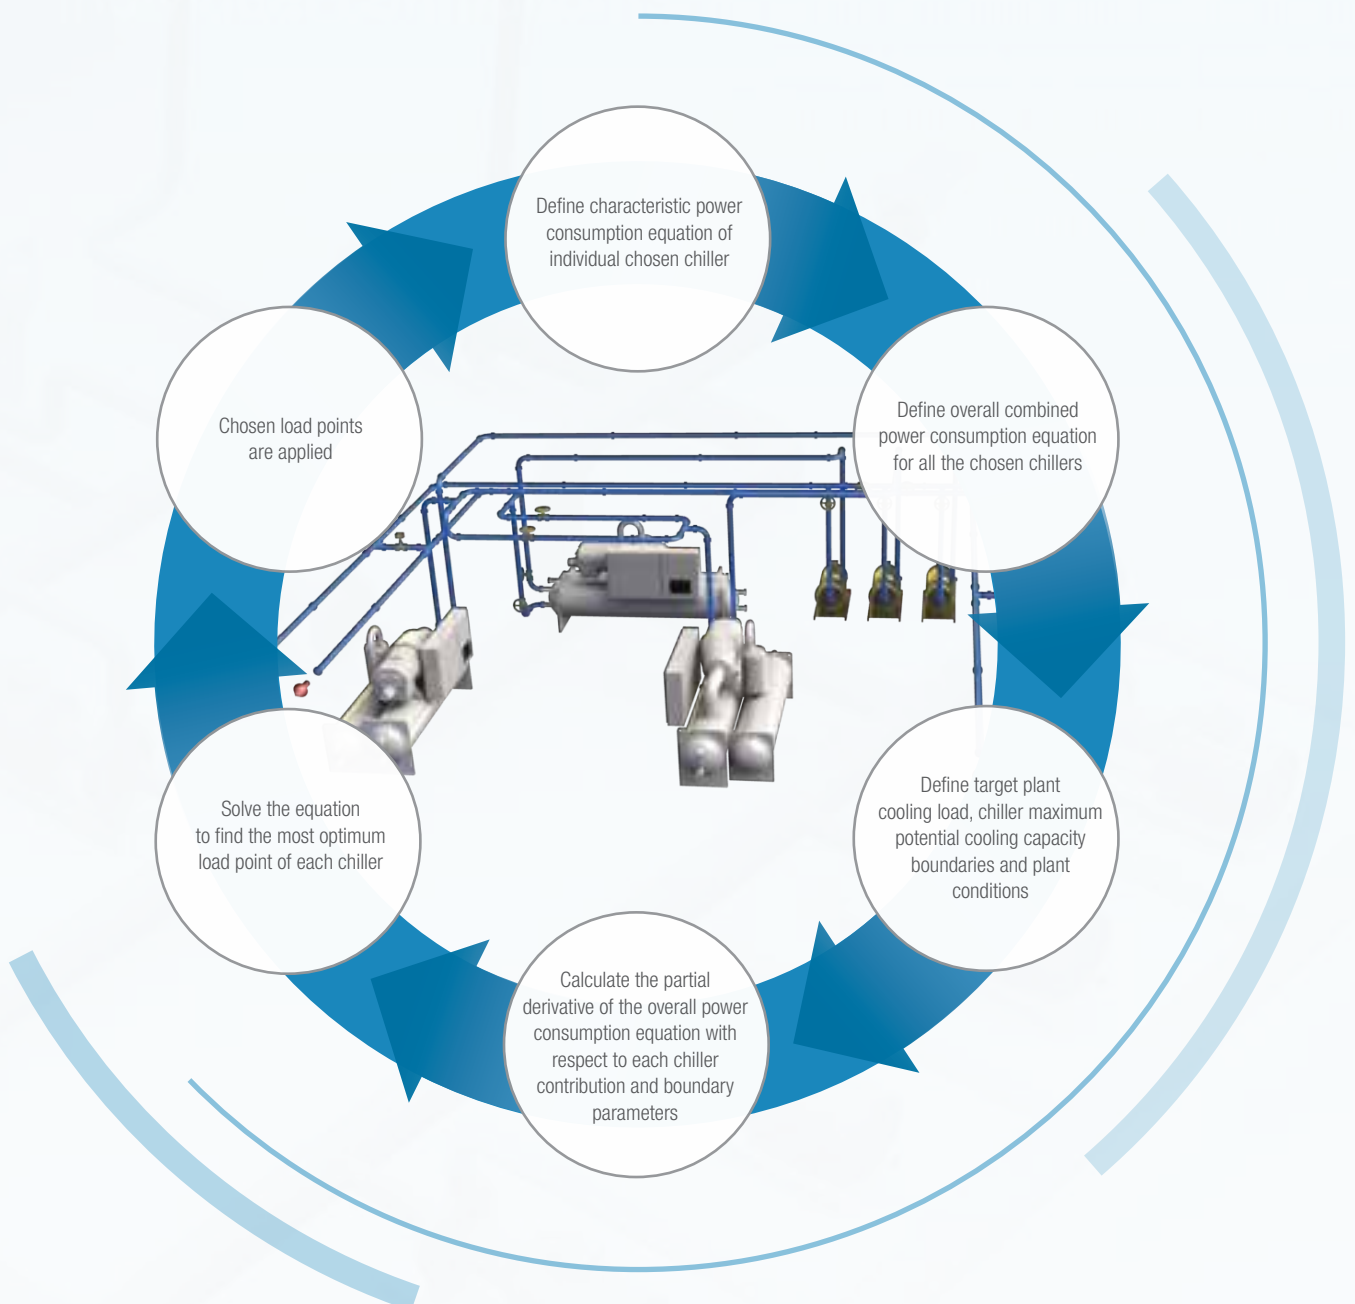 Define characteristic power
consumption equation of
individual chosen chiller
Define overall combined
power consumption equation
for all the chosen chillers
Define target plant
cooling load, chiller maximum
potential cooling capacity
boundaries and plant
conditions
Calculate the partial
derivative of the overall power
consumption equation with
respect to each chiller
contribution and boundary
parameters
Solve the equation
to find the most optimum
load point of each chiller
Chosen load points
are applied